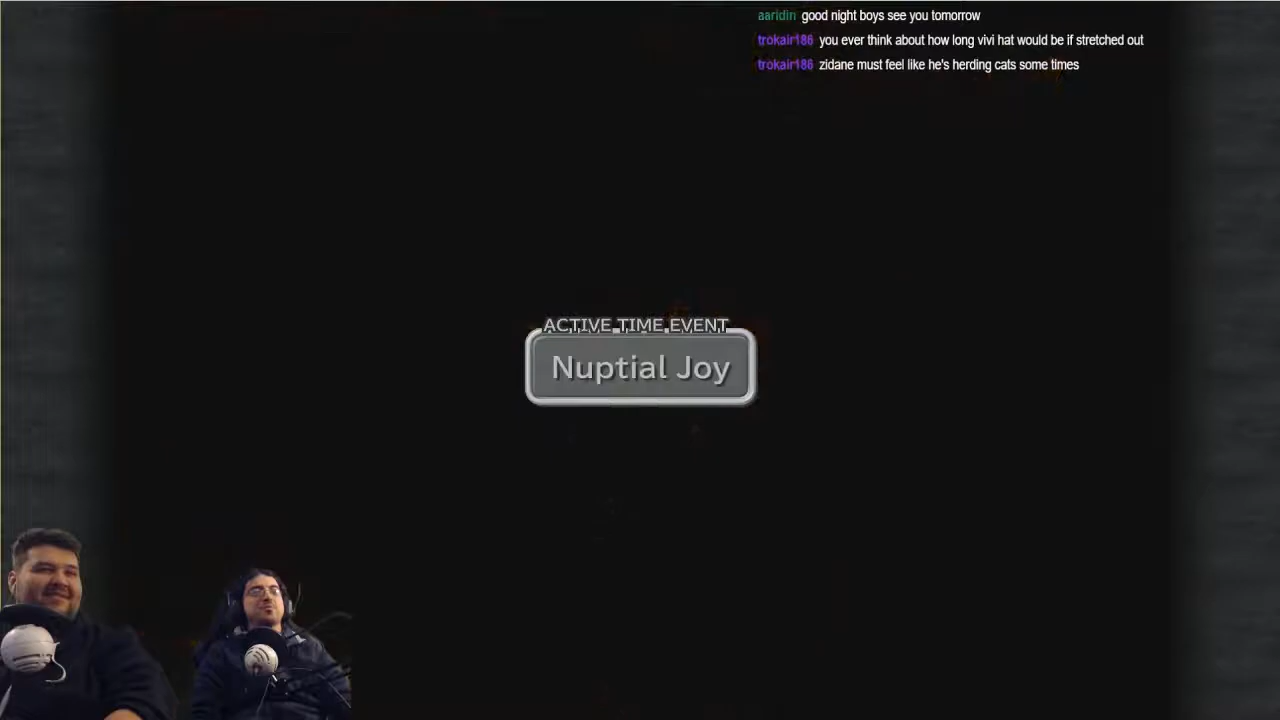 aaridin good night boys see you tomorrow
trokair186 you ever think about how long vivi hat would be if stretched out
trokair186 zidane must feel like he's herding cats some times
ACTIVE TIME EVENT
Nuptial Joy